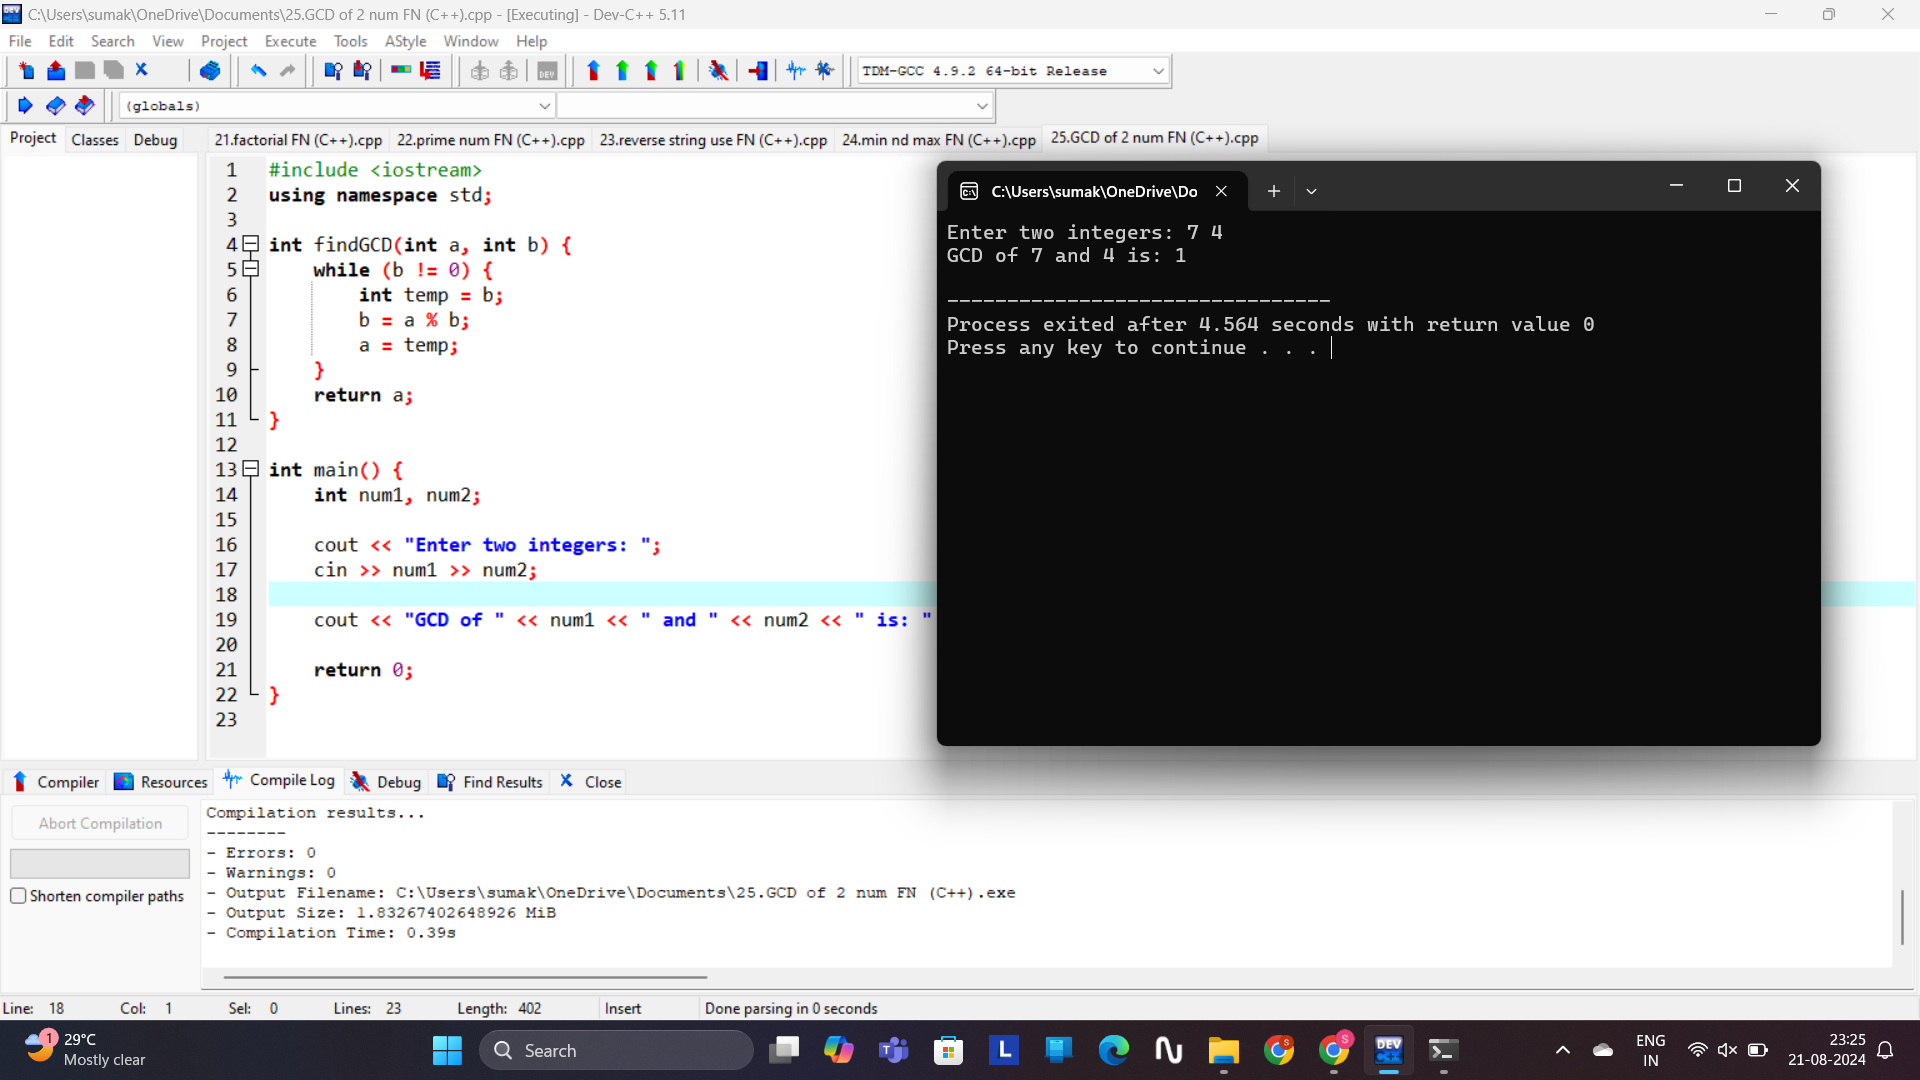 C:\Users\sumak\OneDrive\Documents\25.GCD of 2 num FN (C++).cpp - [Executing] - Dev-C++ 5.11
File Edit Search View Project Execute Tools AStyle Window Help
TDM-GCC 4.9.2 64-bit Release
(globals)
Project Classes Debug
21.factorial FN (C++).cpp 22.prime num FN (C++).cpp 23.reverse string use FN (C++).cpp 24.min nd max FN (C++).cpp 25.GCD of 2 num FN (C++).cpp
1 #include <iostream>
2 using namespace std;
3
4 int findGCD(int a, int b) {
5     while (b != 0) {
6         int temp = b;
7         b = a % b;
8         a = temp;
9     }
10     return a;
11 }
12
13 int main() {
14     int num1, num2;
15
16     cout << "Enter two integers: ";
17     cin >> num1 >> num2;
18
19     cout << "GCD of " << num1 << " and " << num2 << " is: "
20
21     return 0;
22 }
23
C:\Users\sumak\OneDrive\Do
Enter two integers: 7 4
GCD of 7 and 4 is: 1
--------------------------------
Process exited after 4.564 seconds with return value 0
Press any key to continue . . .
Compiler Resources Compile Log Debug Find Results Close
Abort Compilation
Shorten compiler paths
Compilation results...
--------
- Errors: 0
- Warnings: 0
- Output Filename: C:\Users\sumak\OneDrive\Documents\25.GCD of 2 num FN (C++).exe
- Output Size: 1.83267402648926 MiB
- Compilation Time: 0.39s
Line: 18 Col: 1 Sel: 0 Lines: 23 Length: 402 Insert Done parsing in 0 seconds
1
29°C
Mostly clear
Search
L
S
S
DEV
C++
ENG
IN
23:25
21-08-2024